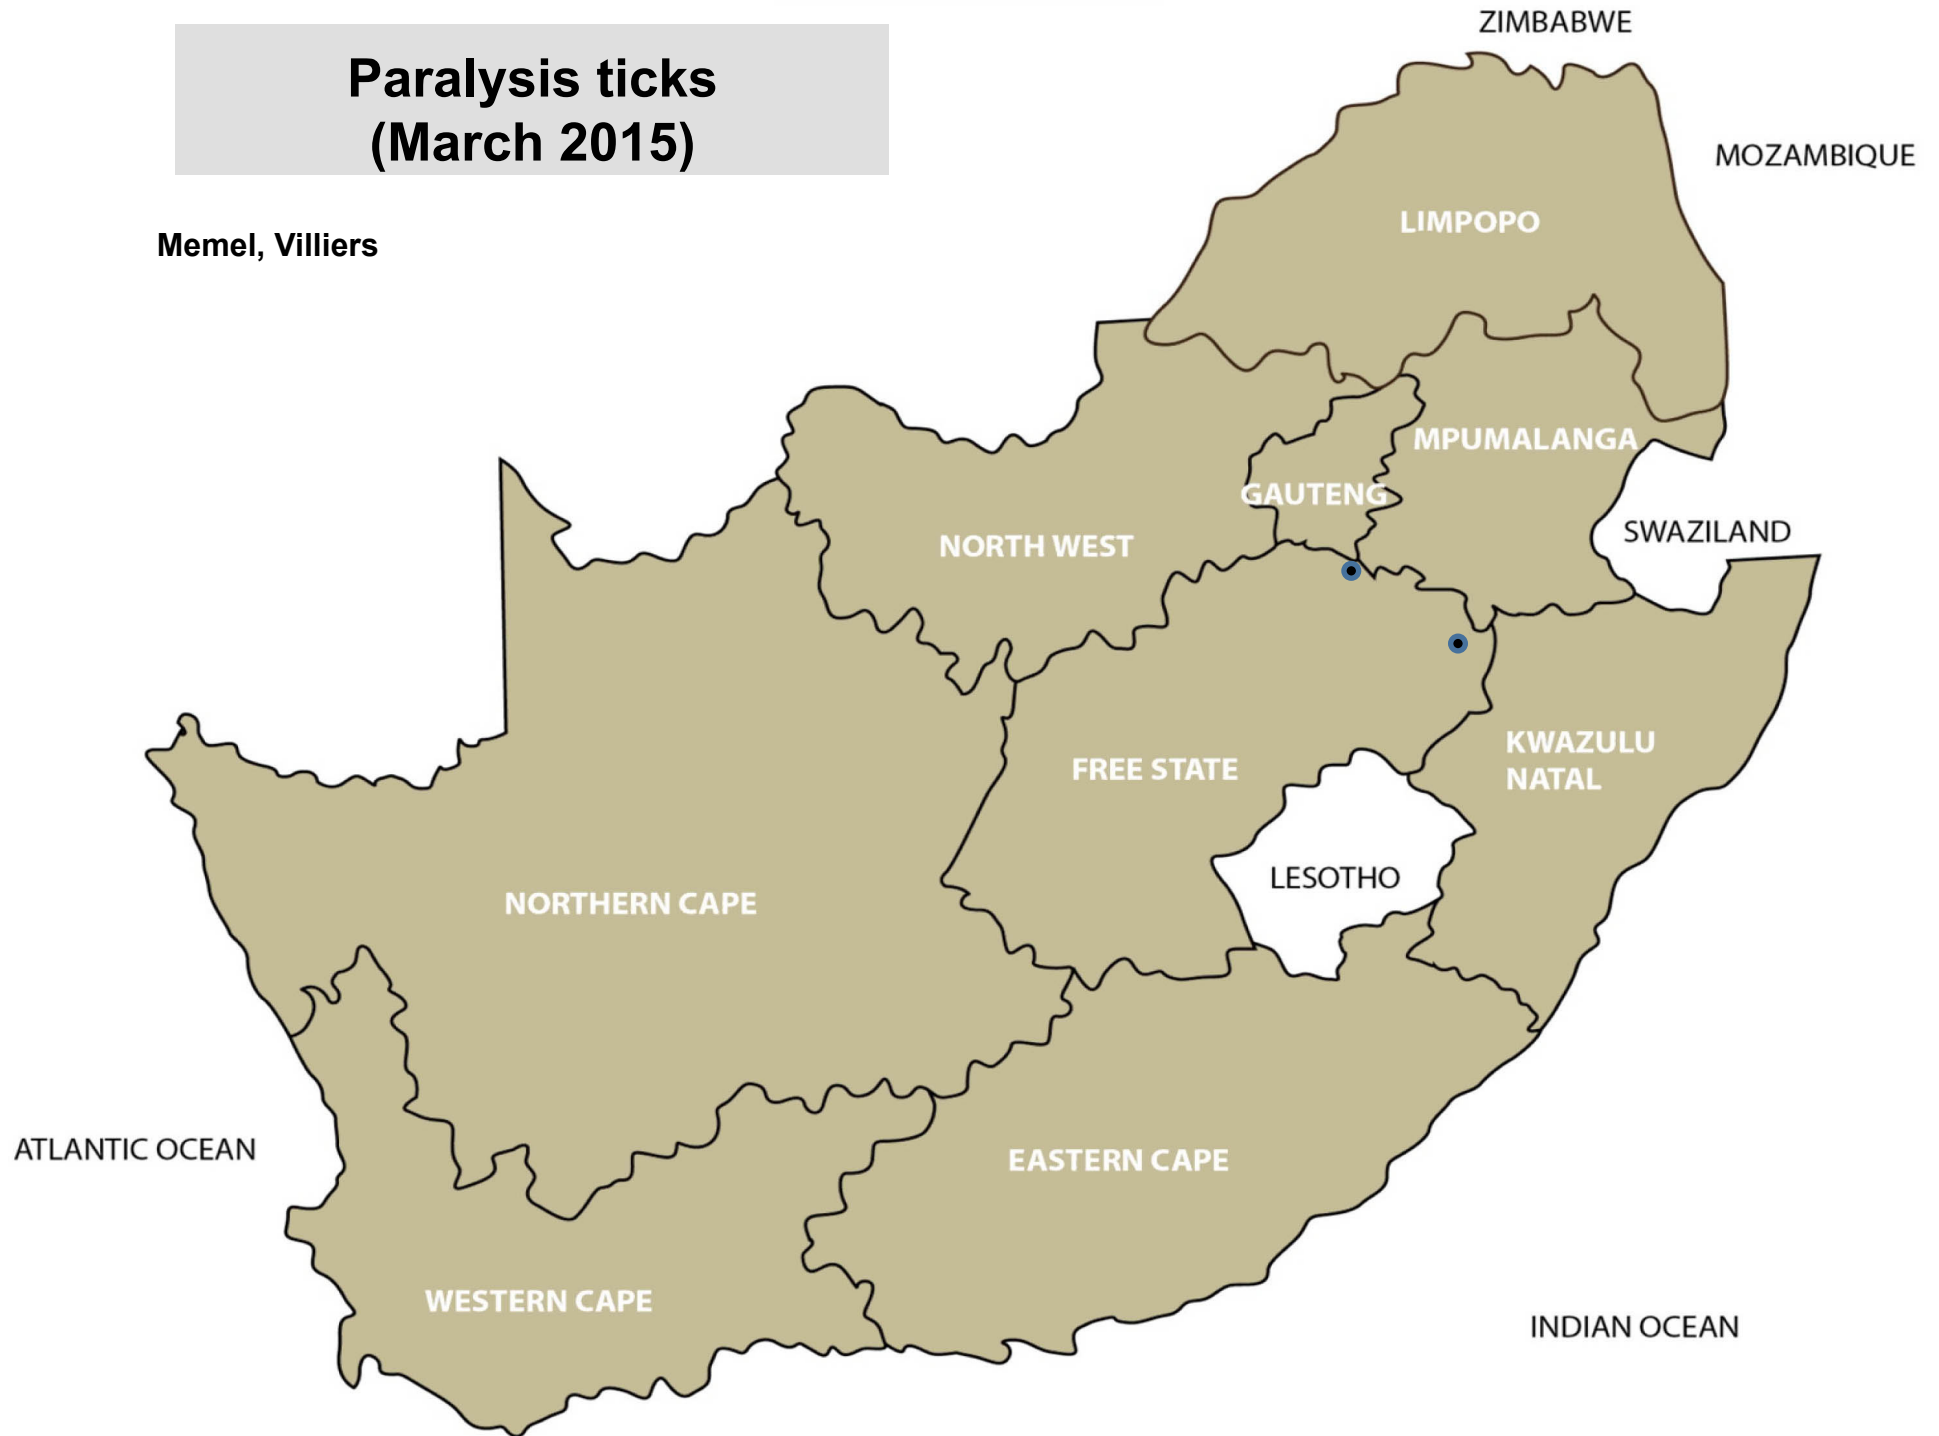 Paralysis ticks
(March 2015)
Memel, Villiers
ZIMBABWE
MOZAMBIQUE
LIMPOPO
MPUMALANGA
GAUTENG
SWAZILAND
NORTH WEST
KWAZULU
NATAL
FREE STATE
LESOTHO
NORTHERN CAPE
ATLANTIC OCEAN
EASTERN CAPE
WESTERN CAPE
INDIAN OCEAN